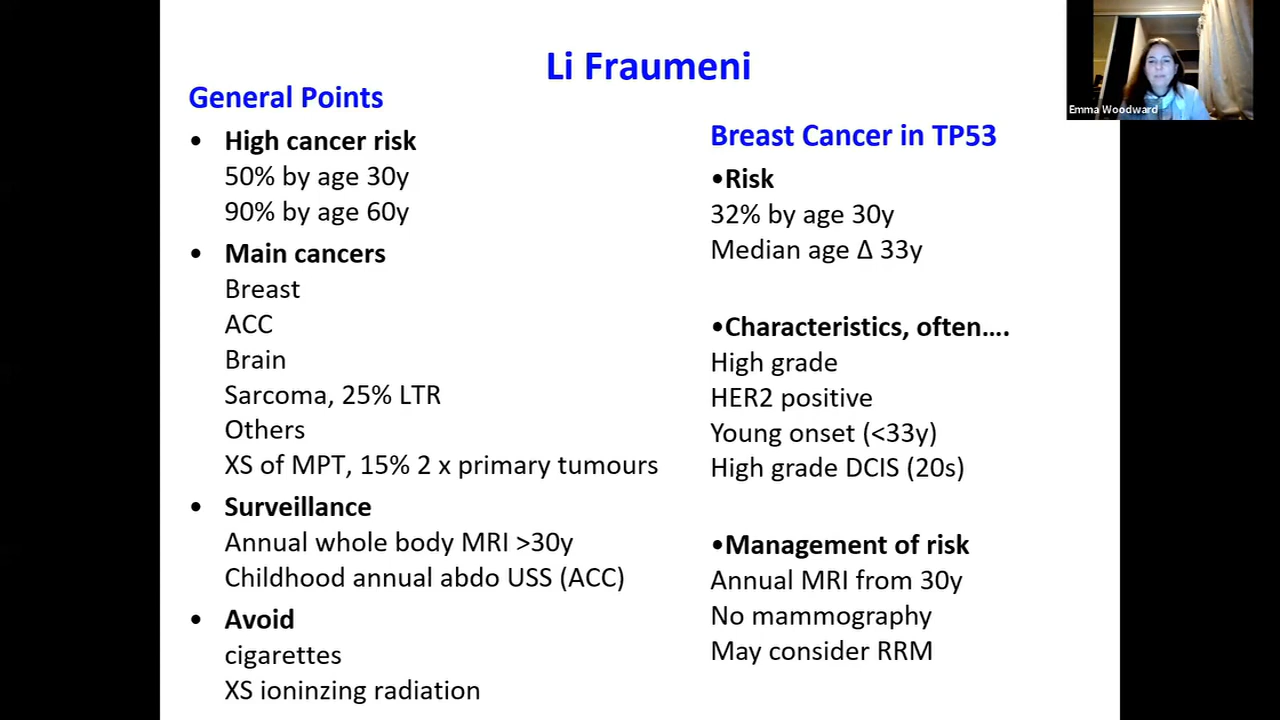 Li Fraumeni
General Points
• High cancer risk
50% by age 30y
90% by age 60y
• Main cancers
Breast
ACC
Brain
Sarcoma, 25% LTR
Others
XS of MPT, 15% 2 x primary tumours
• Surveillance
Annual whole body MRI >30y
Childhood annual abdo USS (ACC)
• Avoid
cigarettes
XS ioninzing radiation
Breast Cancer in TP53
•Risk
32% by age 30y
Median age Δ 33y
•Characteristics, often....
High grade
HER2 positive
Young onset (<33y)
High grade DCIS (20s)
•Management of risk
Annual MRI from 30y
No mammography
May consider RRM
Emma Woodward